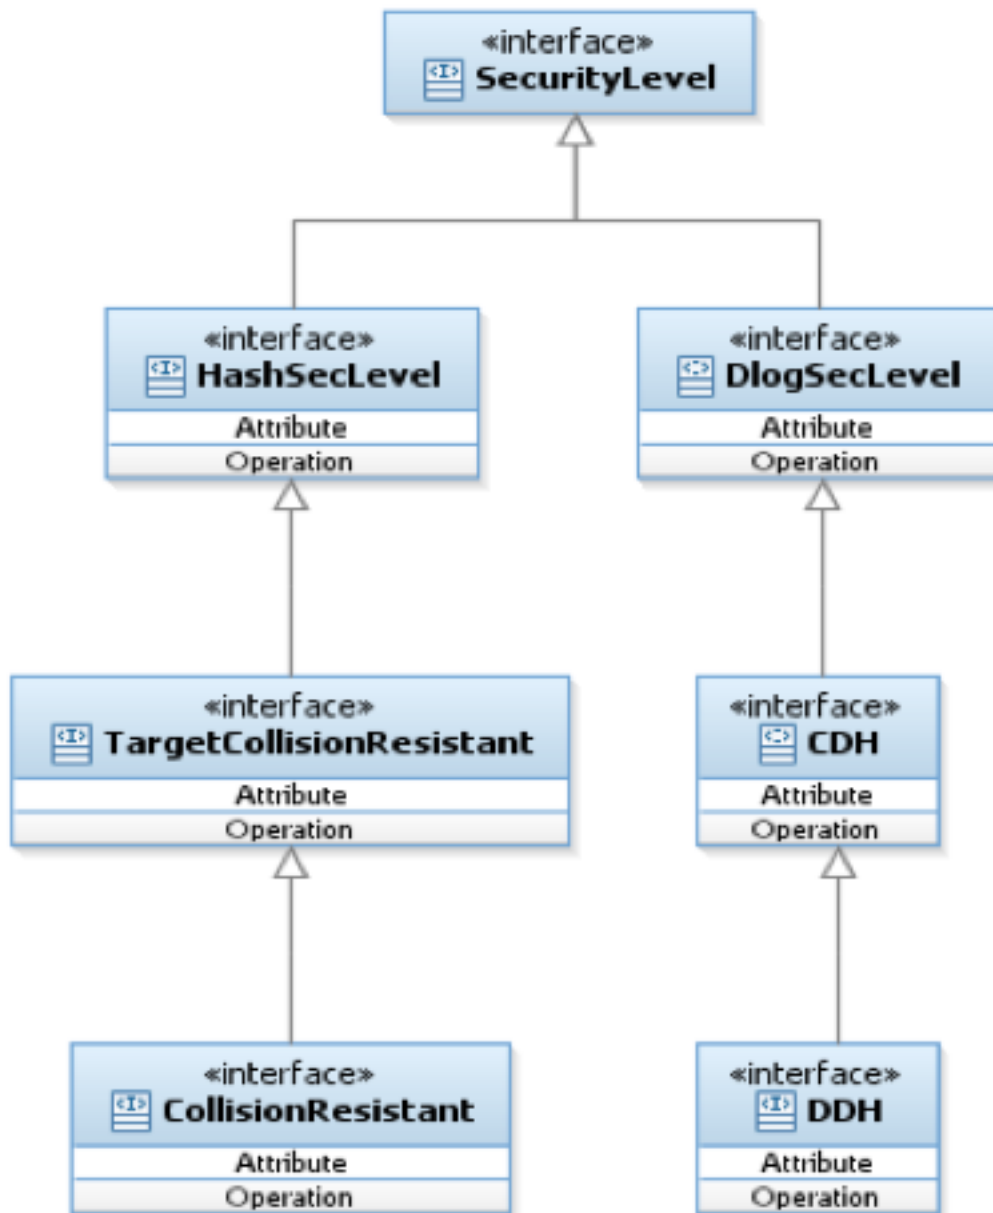 «interface»
SecurityLevel
«interface»
HashSecLevel
Attribute
Operation
«interface»
DlogSecLevel
Attribute
Operation
«interface»
TargetCollisionResistant
Attribute
Operation
«interface»
CDH
Attribute
Operation
«interface»
CollisionResistant
Attribute
Operation
«interface»
DDH
Attribute
Operation